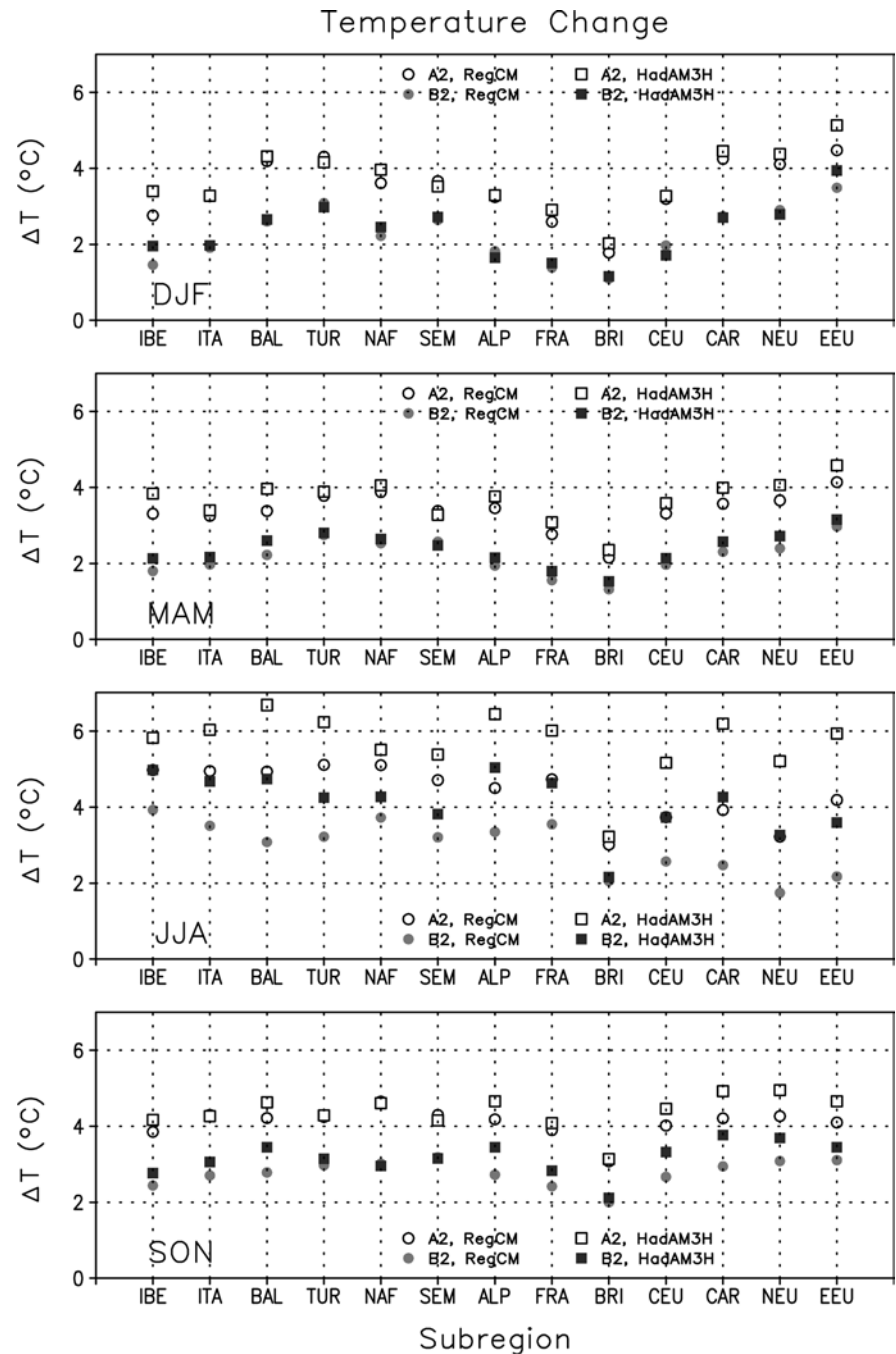 Temperature Change
A2, RegCM A2, HadAM3H
B2, RegCM B2, HadAM3H
6
4
2
0
ΔT (°C)
DJF
IBE ITA BAL TUR NAF SEM ALP FRA BRI CEU CAR NEU EEU
A2, RegCM A2, HadAM3H
B2, RegCM B2, HadAM3H
6
4
2
0
ΔT (°C)
MAM
IBE ITA BAL TUR NAF SEM ALP FRA BRI CEU CAR NEU EEU
6
4
2
0
ΔT (°C)
JJA
A2, RegCM A2, HadAM3H
B2, RegCM B2, HadAM3H
IBE ITA BAL TUR NAF SEM ALP FRA BRI CEU CAR NEU EEU
6
4
2
0
ΔT (°C)
SON
A2, RegCM A2, HadAM3H
B2, RegCM B2, HadAM3H
IBE ITA BAL TUR NAF SEM ALP FRA BRI CEU CAR NEU EEU
Subregion